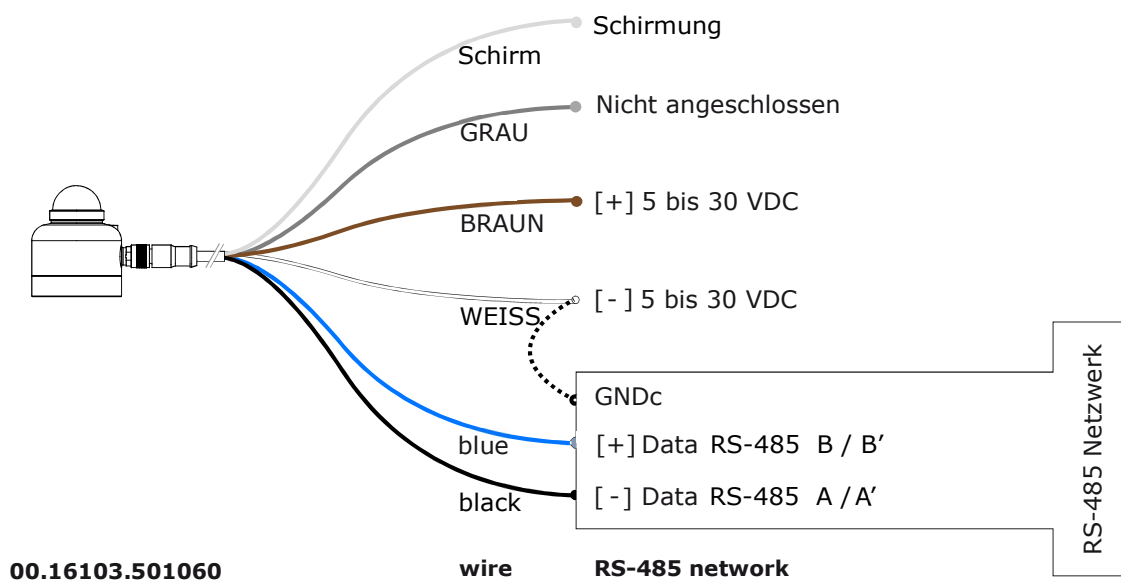 Schirmung
Schirm
Nicht angeschlossen
GRAU
[+] 5 bis 30 VDC
BRAUN
[-] 5 bis 30 VDC
WEISS
GNDc
blue
[+] Data RS-485 B / B′
black
[-] Data RS-485 A / A′
RS-485 Netzwerk
00.16103.501060 wire RS-485 network